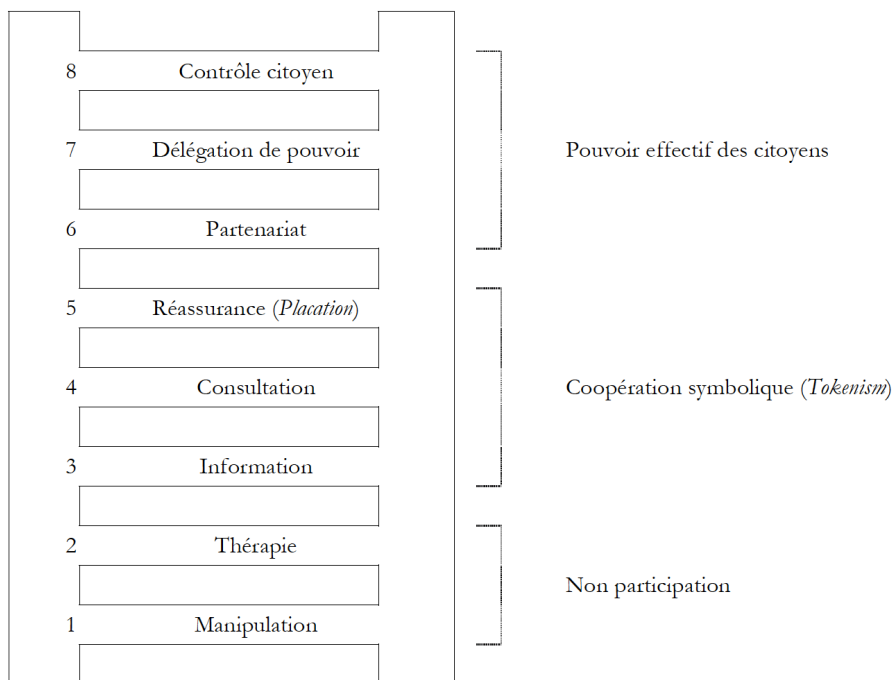 8 Contrôle citoyen
7 Délégation de pouvoir
Pouvoir effectif des citoyens
6 Partenariat
5 Réassurance (Placation)
4 Consultation
Coopération symbolique (Tokenism)
3 Information
2 Thérapie
Non participation
1 Manipulation